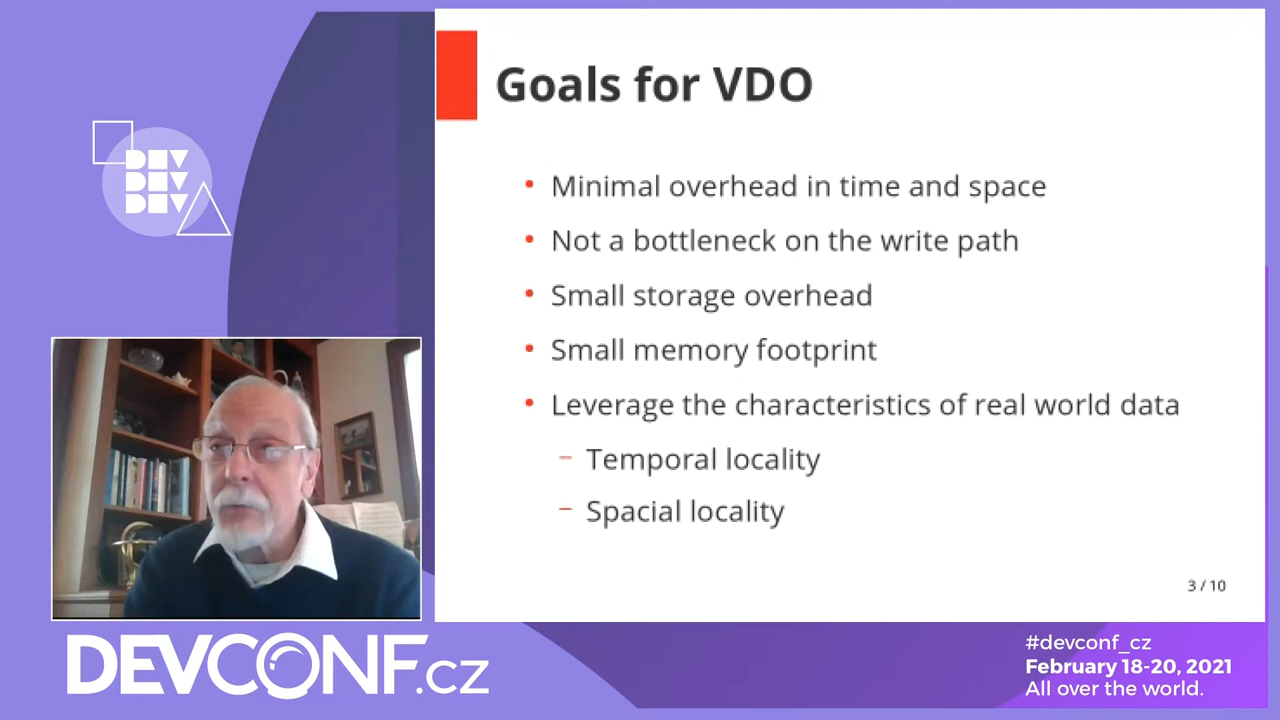 DEV
DEV
DEV
Goals for VDO
• Minimal overhead in time and space
• Not a bottleneck on the write path
• Small storage overhead
• Small memory footprint
• Leverage the characteristics of real world data
– Temporal locality
– Spacial locality
3 / 10
DEVCONF.cz
#devconf_cz
February 18-20, 2021
All over the world.